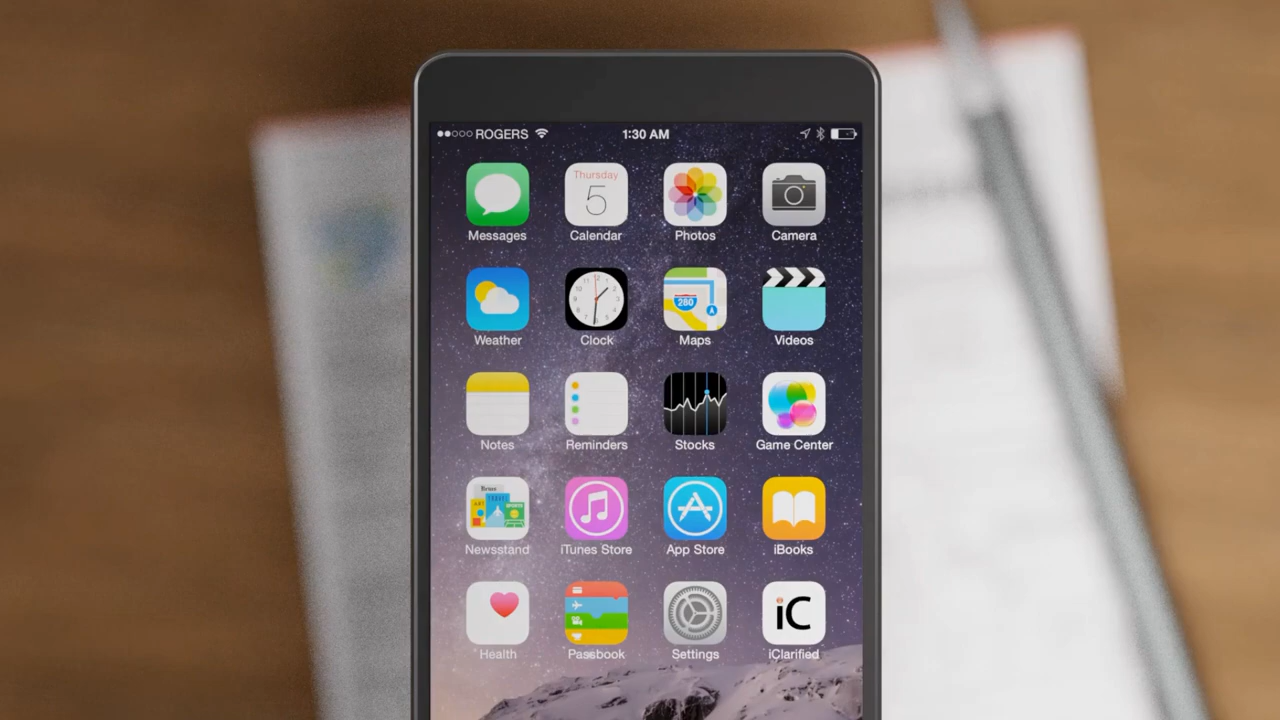 ROGERS 1:30 AM
Thursday
5
Messages Calendar Photos Camera
280
Weather Clock Maps Videos
Notes Reminders Stocks Game Center
SPORTS
Newsstand iTunes Store App Store iBooks
iC
Health Passbook Settings iClarified